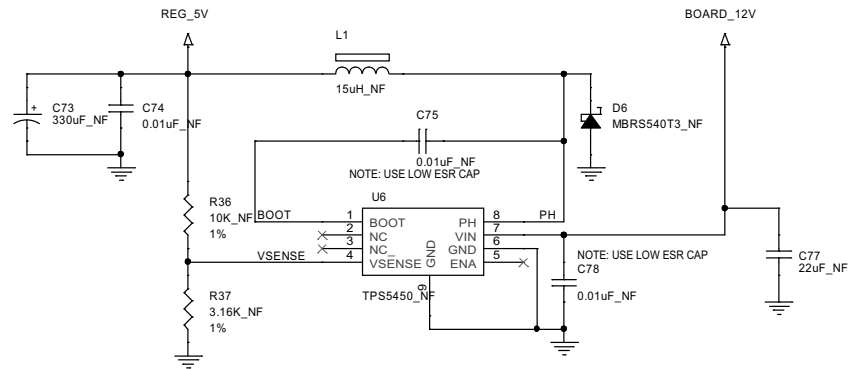 REG_5V
BOARD_12V
L1
15uH_NF
C73
330uF_NF
C74
0.01uF_NF
C75
0.01uF_NF
NOTE: USE LOW ESR CAP
D6
MBRS540T3_NF
R36
10K_NF
1%
U6
BOOT
1
BOOT
2
NC
3
NC_
VSENSE
4
VSENSE
GND
9
PH
8
PH
VIN
7
GND
6
ENA
5
TPS5450_NF
NOTE: USE LOW ESR CAP
C78
0.01uF_NF
C77
22uF_NF
R37
3.16K_NF
1%